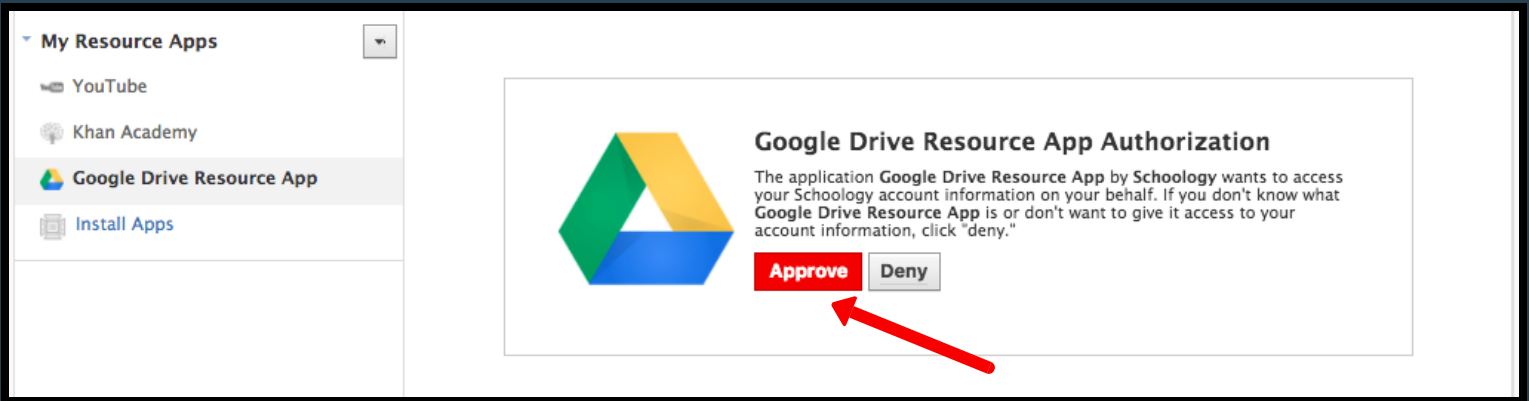 My Resource Apps
YouTube
Khan Academy
Google Drive Resource App
Install Apps
Google Drive Resource App Authorization
The application Google Drive Resource App by Schoology wants to access
your Schoology account information on your behalf. If you don't know what
Google Drive Resource App is or don't want to give it access to your
account information, click "deny."
Approve
Deny